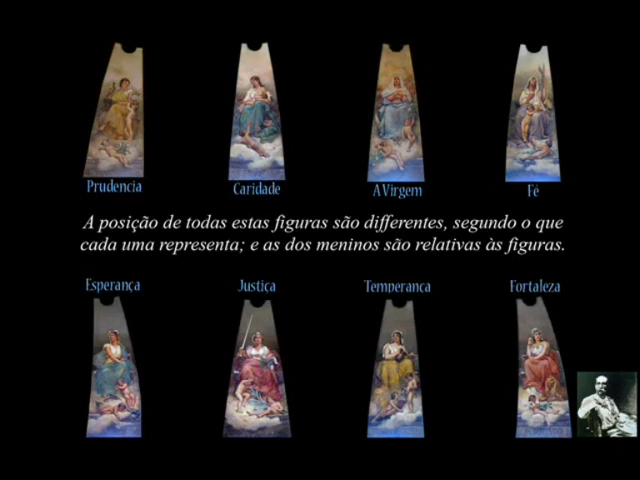 Prudencia Caridade A Virgem Fé
A posição de todas estas figuras são differentes, segundo o que
cada uma representa; e as dos meninos são relativas às figuras.
Esperança Justiça Temperança Fortaleza